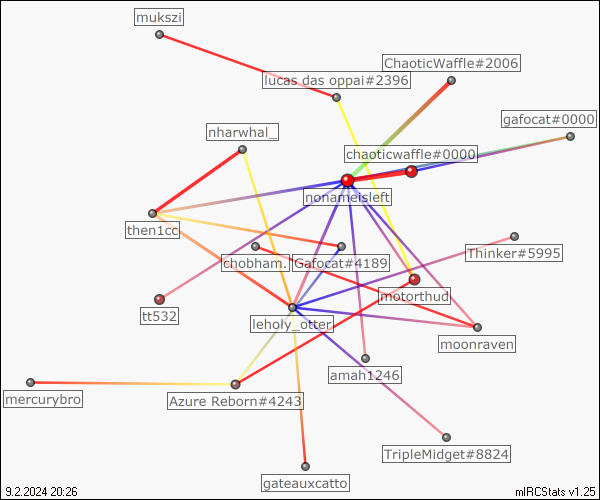 mukszi
ChaoticWaffle#2006
lucas das oppai#2396
gafocat#0000
nharwhal_
chaoticwaffle#0000
nonameisleft
then1cc
Thinker#5995
chobham.
Gafocat#4189
motorthud
tt532
leholy_otter
moonraven
amah1246
mercurybro
Azure Reborn#4243
TripleMidget#8824
gateauxcatto
9.2.2024 20:26
mIRCStats v1.25